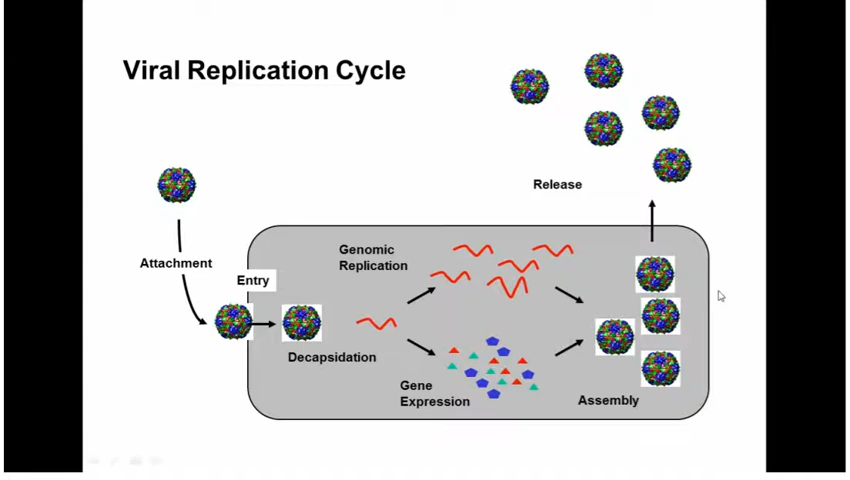 Viral Replication Cycle
Release
Genomic
Replication
Attachment
Entry
Decapsidation
Gene
Expression
Assembly